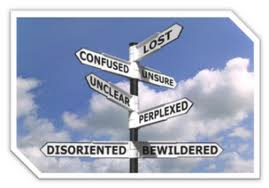 LOST
CONFUSED
UNSURE
UNCLEAR
PERPLEXED
DISORIENTED
BEWILDERED